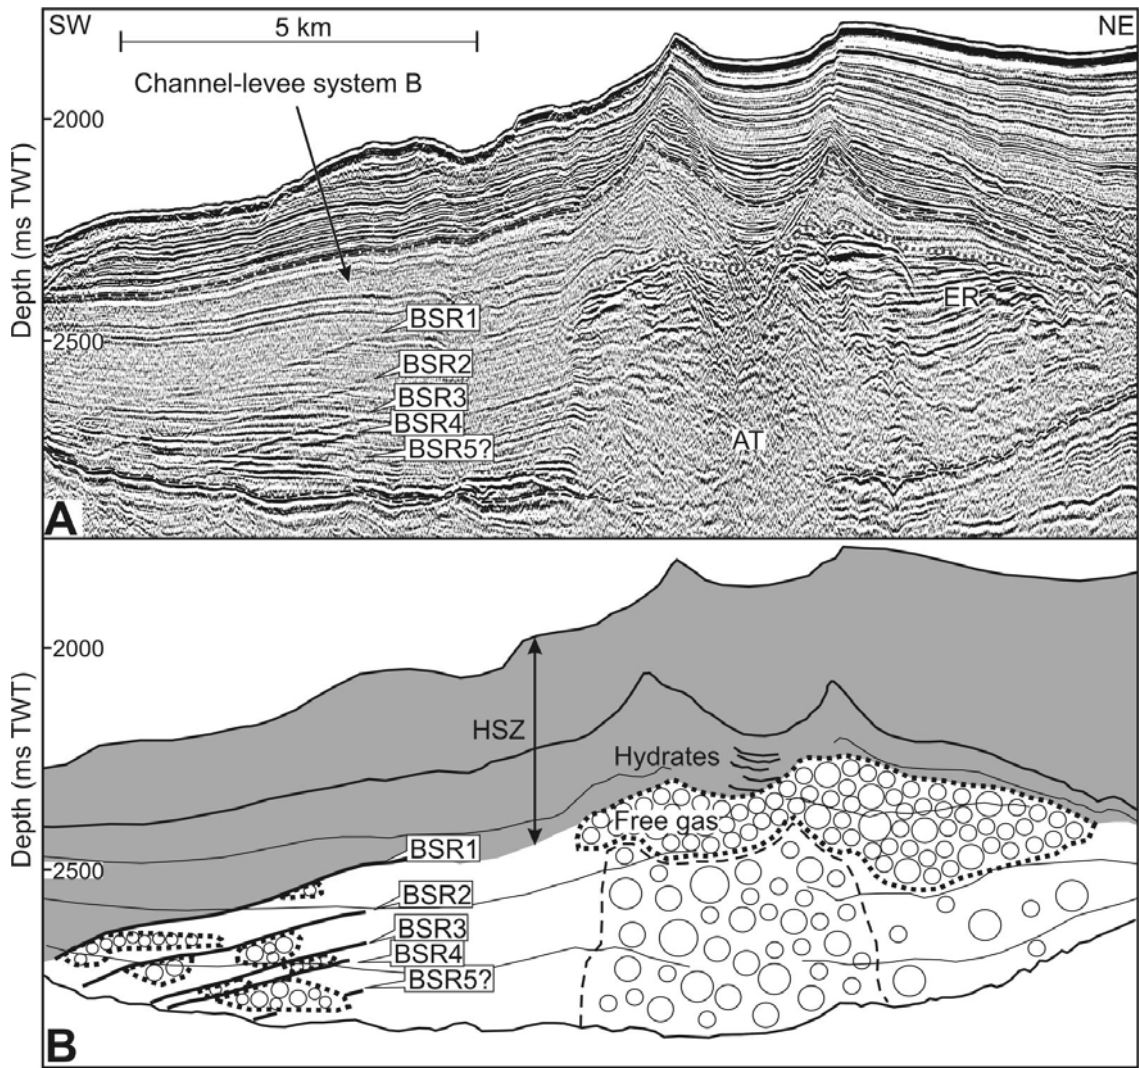 SW
5 km
NE
Channel-levee system B
2000
Depth (ms TWT)
BSR1
ER
2500
BSR2
BSR3
BSR4
AT
BSR5?
A
2000
HSZ
Hydrates
Depth (ms TWT)
Free gas
BSR1
2500
BSR2
BSR3
BSR4
BSR5?
B